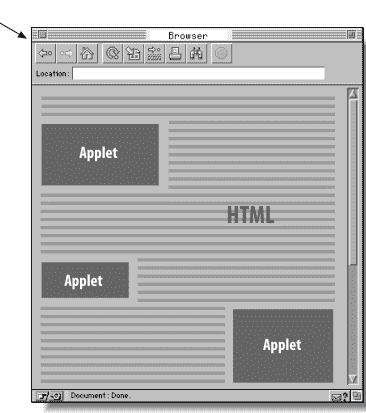 Browser
Location:
Applet
HTML
Applet
Applet
Document: Done.
?